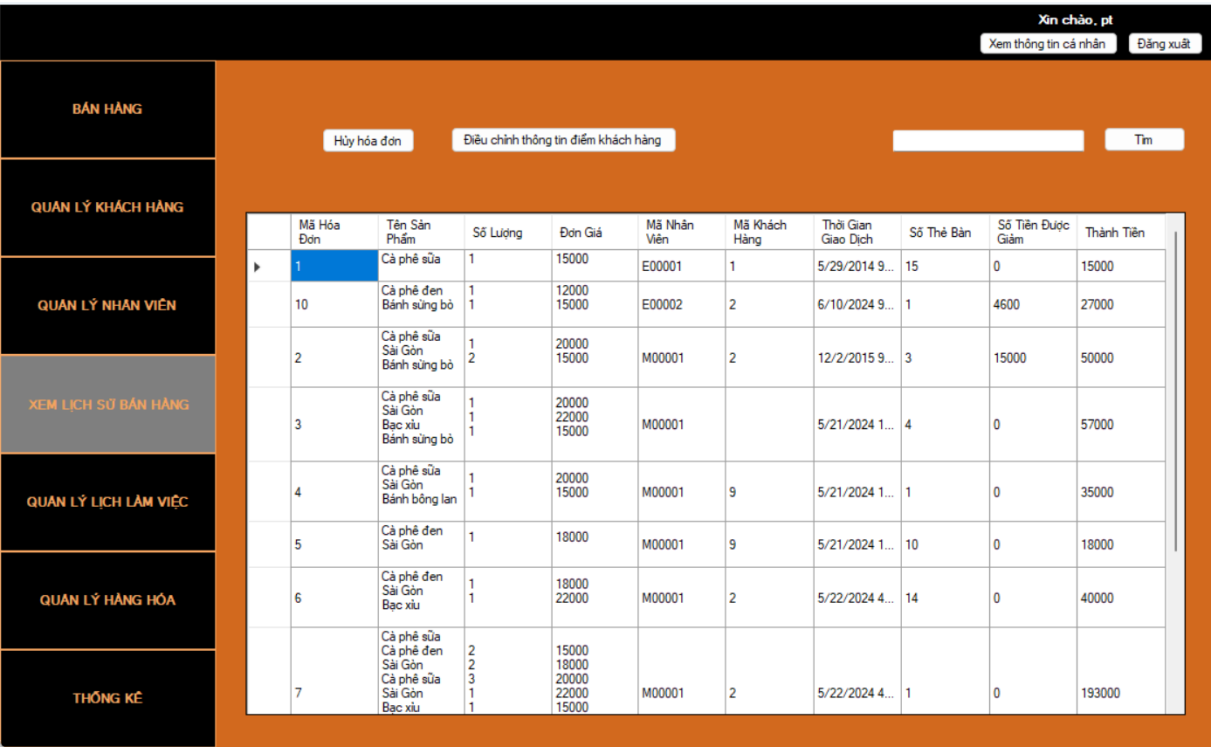 Xin chào, pt
Xem thông tin cá nhân
Đăng xuất
BÁN HÀNG
QUẢN LÝ KHÁCH HÀNG
QUẢN LÝ NHÂN VIÊN
XEM LỊCH SỬ BÁN HÀNG
QUẢN LÝ LỊCH LÀM VIỆC
QUẢN LÝ HÀNG HÓA
THỐNG KÊ
Hủy hóa đơn
Điều chỉnh thông tin điểm khách hàng
Tìm
Mã Hóa
Đơn
Tên Sản
Phẩm
Số Lượng
Đơn Giá
Mã Nhân
Viên
Mã Khách
Hàng
Thời Gian
Giao Dịch
Số Thẻ Bàn
Số Tiền Được
Giảm
Thành Tiền
1
Cà phê sữa
1
15000
E00001
1
5/29/2014 9...
15
0
15000
10
Cà phê đen
Bánh sừng bò
1
1
12000
15000
E00002
2
6/10/2024 9...
1
4600
27000
2
Cà phê sữa
Sài Gòn
Bánh sừng bò
1
2
20000
15000
M00001
2
12/2/2015 9...
3
15000
50000
3
Cà phê sữa
Sài Gòn
Bạc xỉu
Bánh sừng bò
1
1
1
20000
22000
15000
M00001
5/21/2024 1...
4
0
57000
4
Cà phê sữa
Sài Gòn
Bánh bông lan
1
1
20000
15000
M00001
9
5/21/2024 1...
1
0
35000
5
Cà phê đen
Sài Gòn
1
18000
M00001
9
5/21/2024 1...
10
0
18000
6
Cà phê đen
Sài Gòn
Bạc xỉu
1
1
18000
22000
M00001
2
5/22/2024 4...
14
0
40000
7
Cà phê sữa
Cà phê đen
Sài Gòn
Cà phê sữa
Sài Gòn
Bạc xỉu
2
2
3
1
1
15000
18000
20000
22000
15000
M00001
2
5/22/2024 4...
1
0
193000